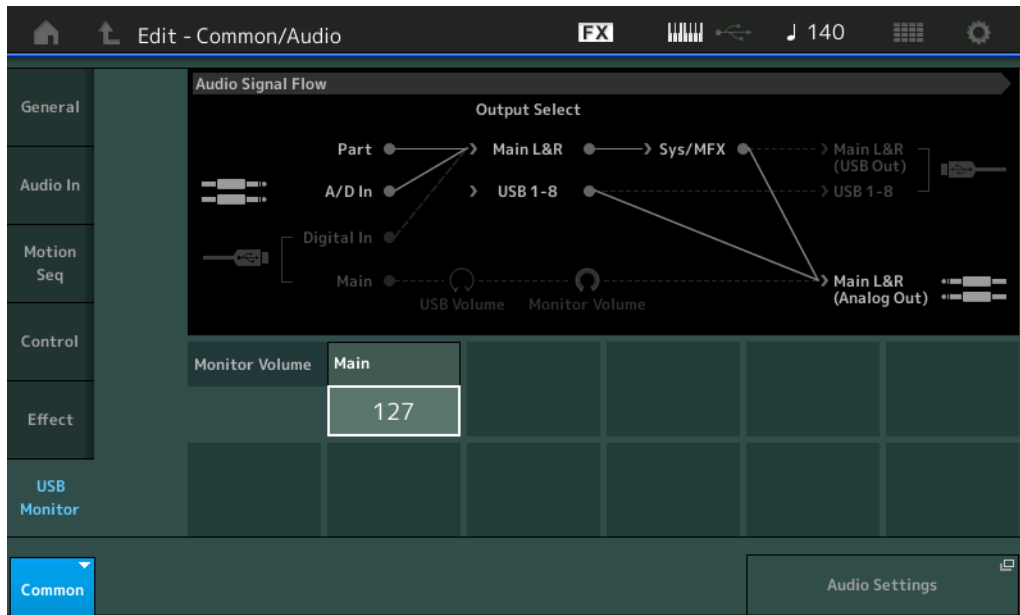 Edit - Common/Audio FX ♩ 140
Audio Signal Flow
General
Output Select
Part Main L&R Sys/MFX Main L&R
(USB Out)
Audio In
A/D In USB 1-8 USB 1-8
Digital In
Motion
Seq
Main Main L&R
USB Volume Monitor Volume (Analog Out)
Control
Monitor Volume Main
127
Effect
USB
Monitor
Common
Audio Settings